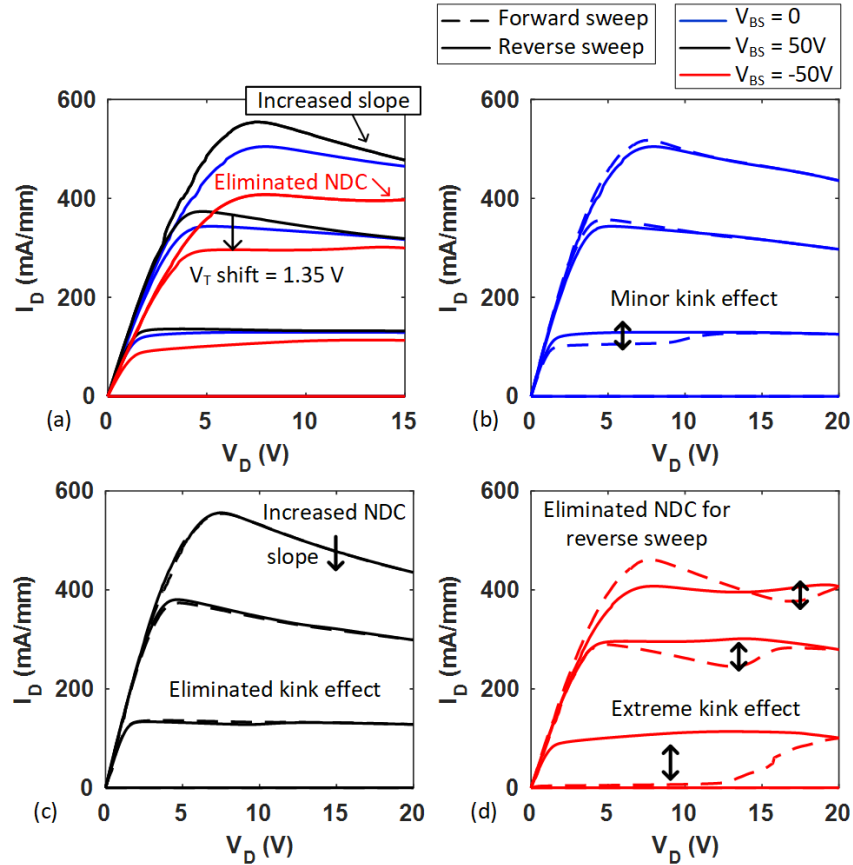 Forward sweep
Reverse sweep
V_BS = 0
V_BS = 50V
V_BS = -50V
600
400
200
0
I_D (mA/mm)
Increased slope
Eliminated NDC
V_T shift = 1.35 V
0
5
10
15
V_D (V)
(a)
600
400
200
0
I_D (mA/mm)
Minor kink effect
0
5
10
15
20
V_D (V)
(b)
600
400
200
0
I_D (mA/mm)
Increased NDC
slope
Eliminated kink effect
0
5
10
15
20
V_D (V)
(c)
600
400
200
0
I_D (mA/mm)
Eliminated NDC for
reverse sweep
Extreme kink effect
0
5
10
15
20
V_D (V)
(d)